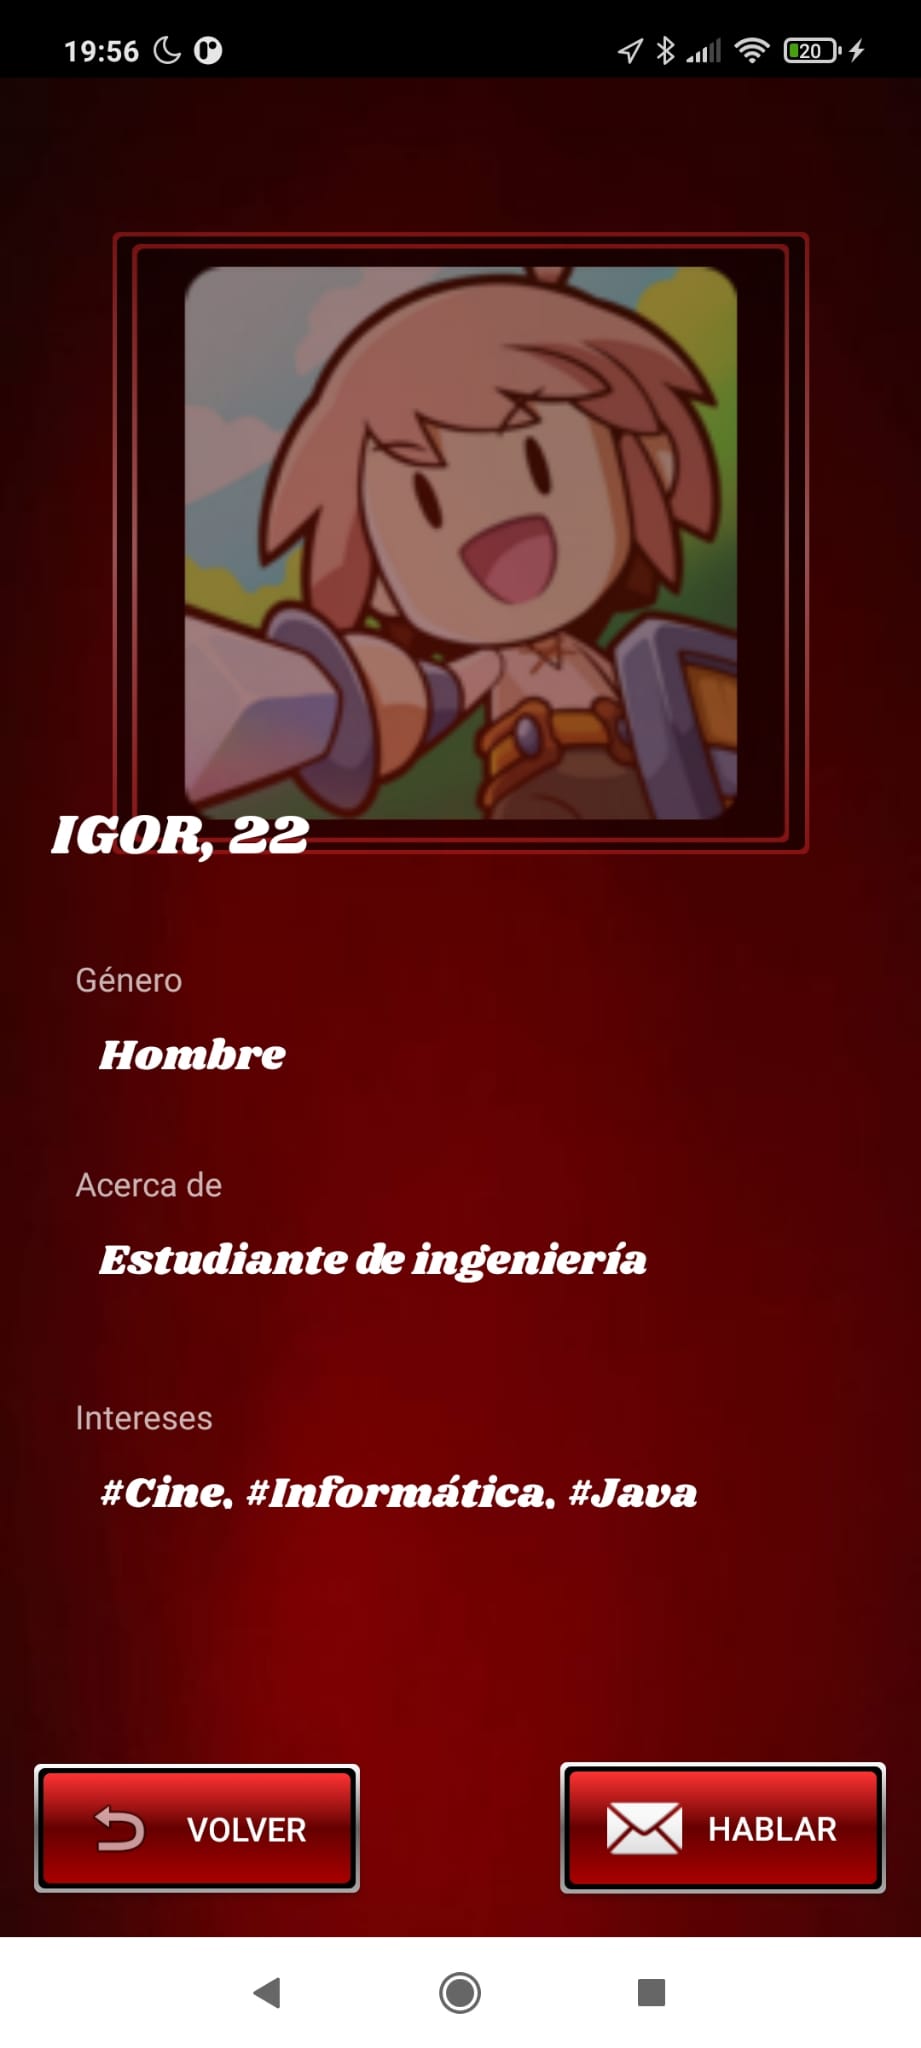 19:56
20
IGOR, 22
Género
Hombre
Acerca de
Estudiante de ingeniería
Intereses
#Cine, #Informática, #Java
VOLVER
HABLAR